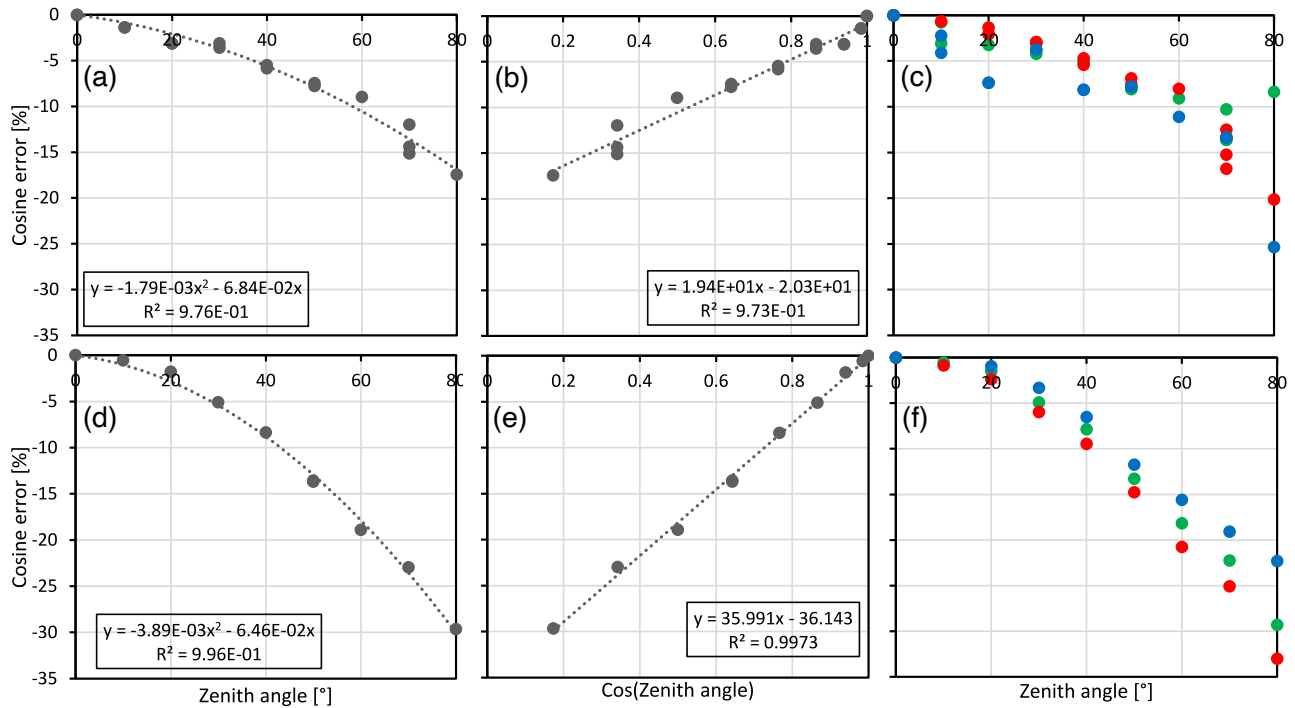 0 20 40 60 80
0
-5
-10
-15
-20
-25
-30
-35
Cosine error [%]
(a)
y = -1.79E-03x² - 6.84E-02x
R² = 9.76E-01
0 0.2 0.4 0.6 0.8 1
(b)
y = 1.94E+01x - 2.03E+01
R² = 9.73E-01
0 20 40 60 80
(c)
0 20 40 60 80
0
-5
-10
-15
-20
-25
-30
-35
Cosine error [%]
(d)
y = -3.89E-03x² - 6.46E-02x
R² = 9.96E-01
Zenith angle [°]
0 0.2 0.4 0.6 0.8 1
(e)
y = 35.991x - 36.143
R² = 0.9973
Cos(Zenith angle)
0 20 40 60 80
(f)
Zenith angle [°]